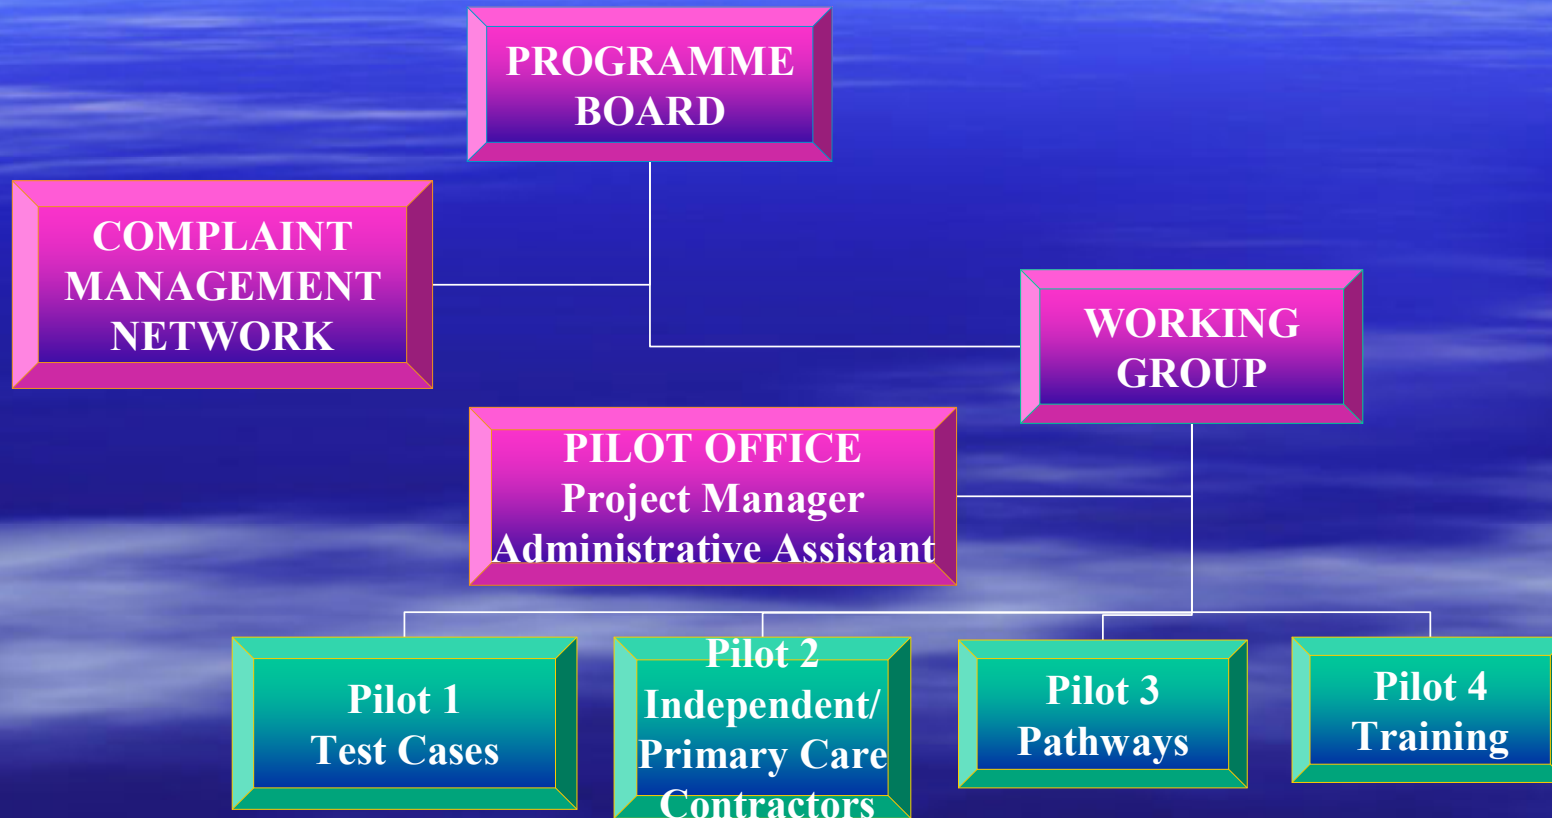 PROGRAMME
BOARD
COMPLAINT
MANAGEMENT
NETWORK
WORKING
GROUP
PILOT OFFICE
Project Manager
Administrative Assistant
Pilot 1
Test Cases
Pilot 2
Independent/
Primary Care
Contractors
Pilot 3
Pathways
Pilot 4
Training